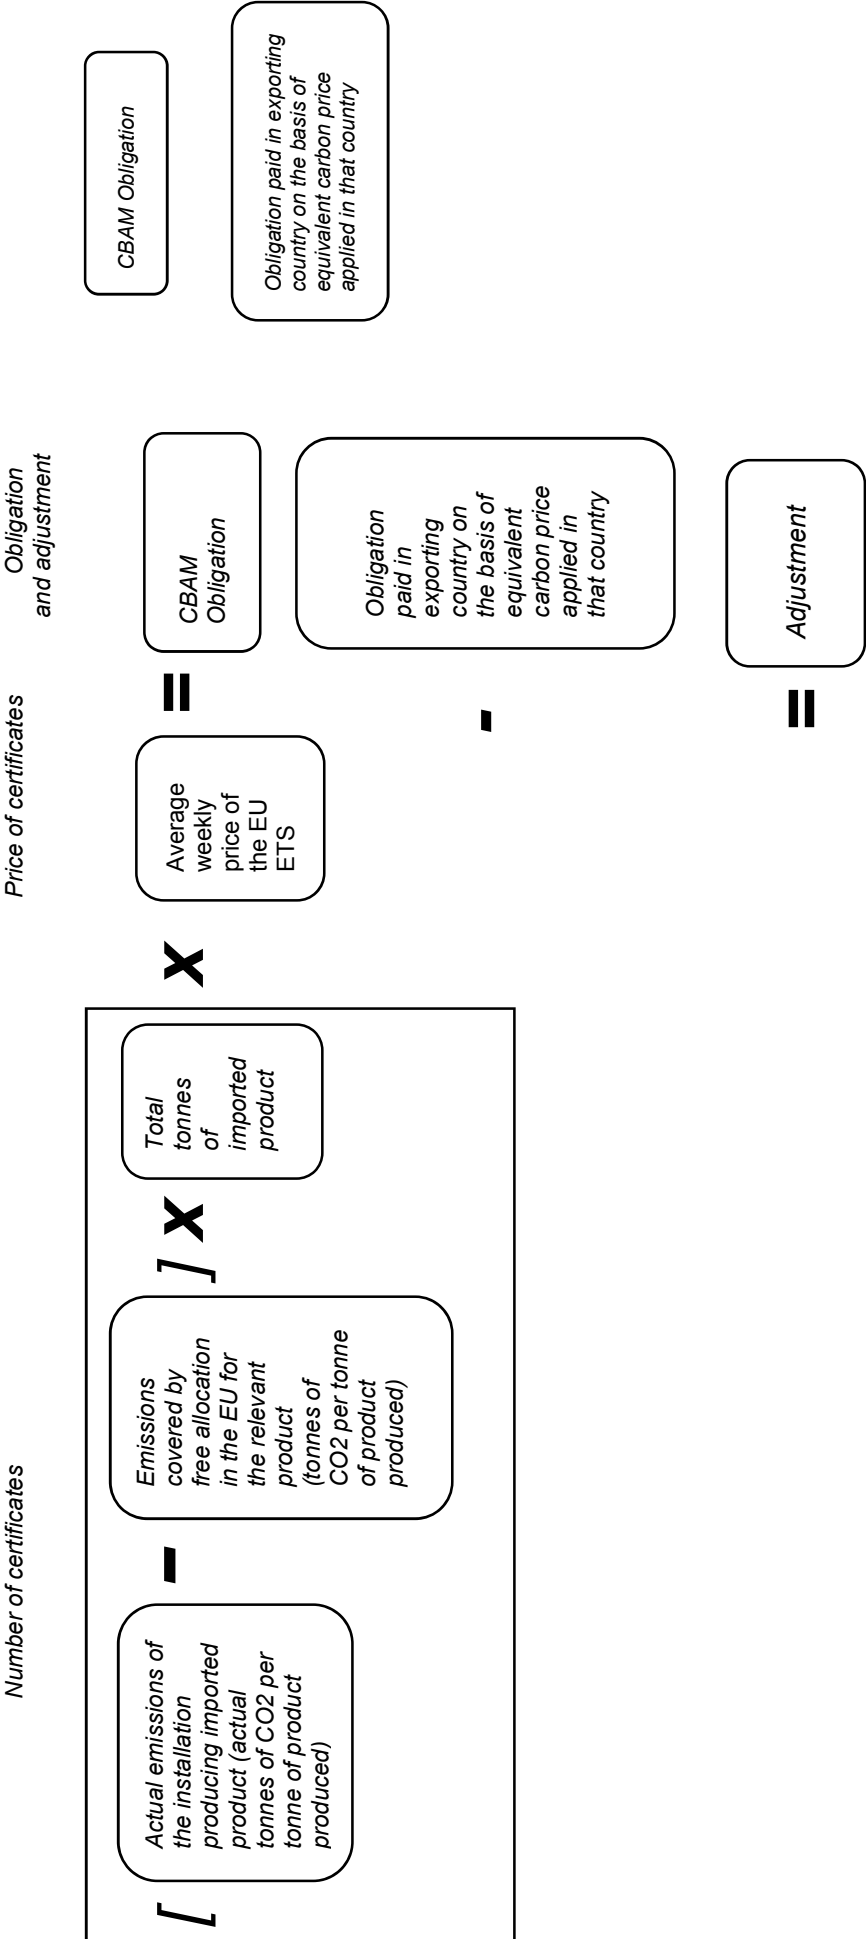 Number of certificates
Price of certificates
Obligation
and adjustment
[
Actual emissions of
the installation
producing imported
product (actual
tonnes of CO2 per
tonne of product
produced)
-
Emissions
covered by
free allocation
in the EU for
the relevant
product
(tonnes of
CO2 per tonne
of product
produced)
] x
Total
tonnes
of
imported
product
x
Average
weekly
price of
the EU
ETS
=
CBAM
Obligation
-
Obligation
paid in
exporting
country on
the basis of
equivalent
carbon price
applied in
that country
=
Adjustment
CBAM Obligation
Obligation paid in exporting
country on the basis of
equivalent carbon price
applied in that country